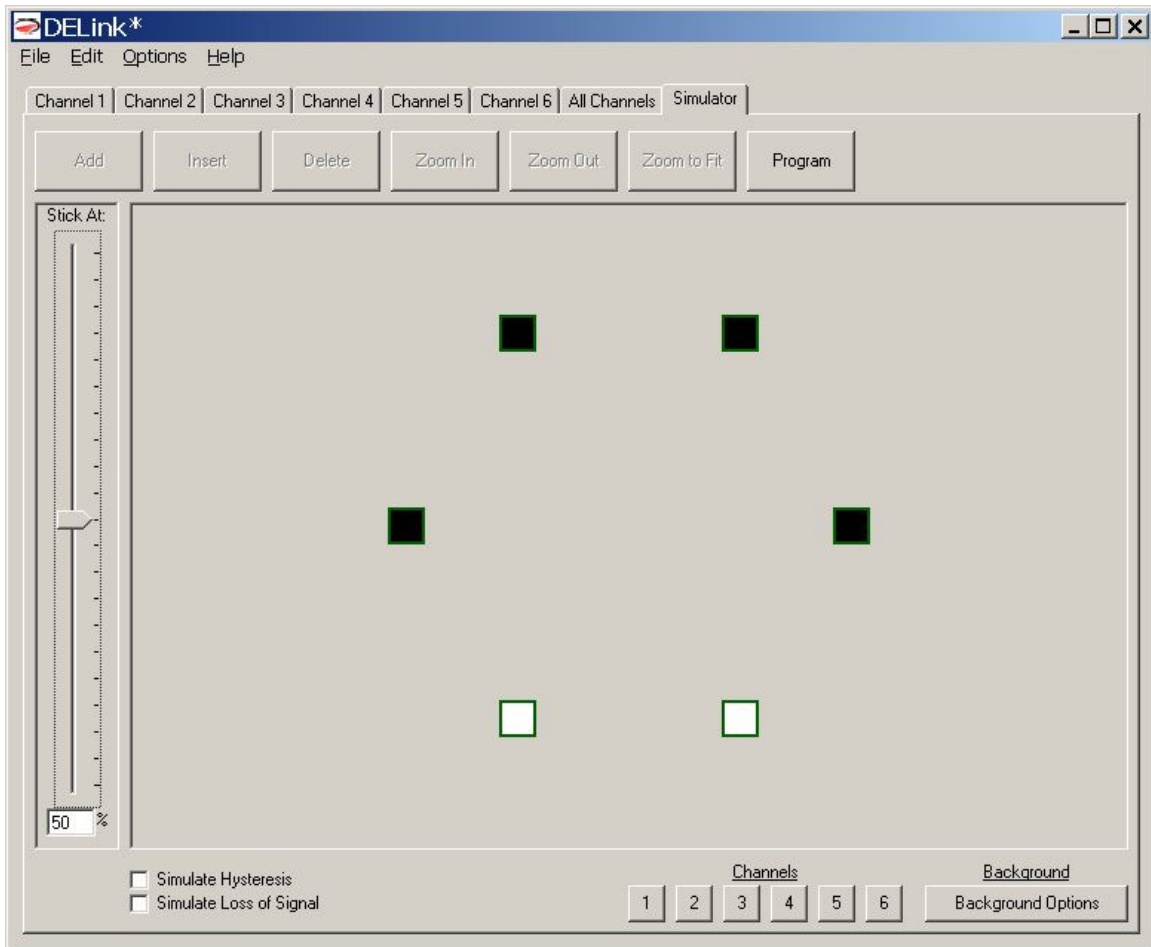 DELink*
File Edit Options Help
Channel 1 Channel 2 Channel 3 Channel 4 Channel 5 Channel 6 All Channels Simulator
Add Insert Delete Zoom In Zoom Out Zoom to Fit Program
Stick At:
50 %
Simulate Hysteresis
Simulate Loss of Signal
Channels
1 2 3 4 5 6
Background
Background Options